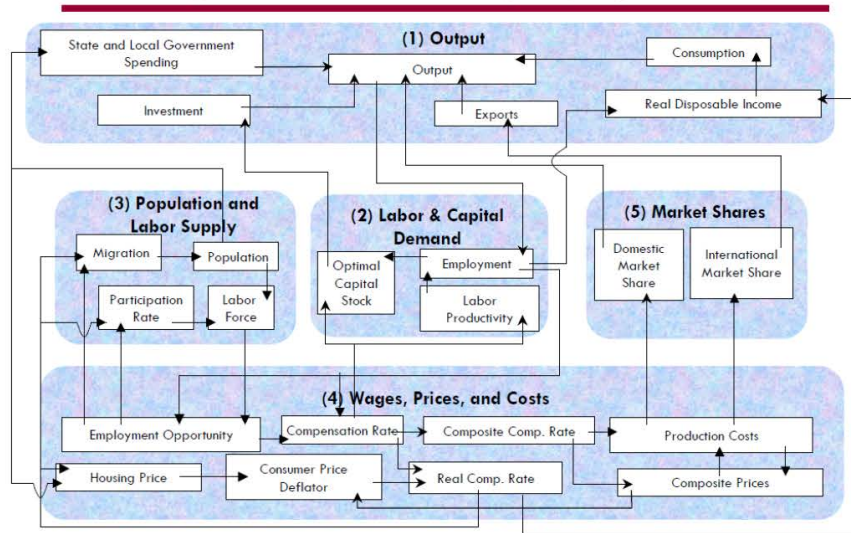 (1) Output
State and Local Government
Spending
Output
Consumption
Investment
Exports
Real Disposable Income
(3) Population and
Labor Supply
Migration
Population
Participation
Rate
Labor
Force
(2) Labor & Capital
Demand
Optimal
Capital
Stock
Employment
Labor
Productivity
(5) Market Shares
Domestic
Market
Share
International
Market Share
(4) Wages, Prices, and Costs
Employment Opportunity
Compensation Rate
Composite Comp. Rate
Production Costs
Housing Price
Consumer Price
Deflator
Real Comp. Rate
Composite Prices